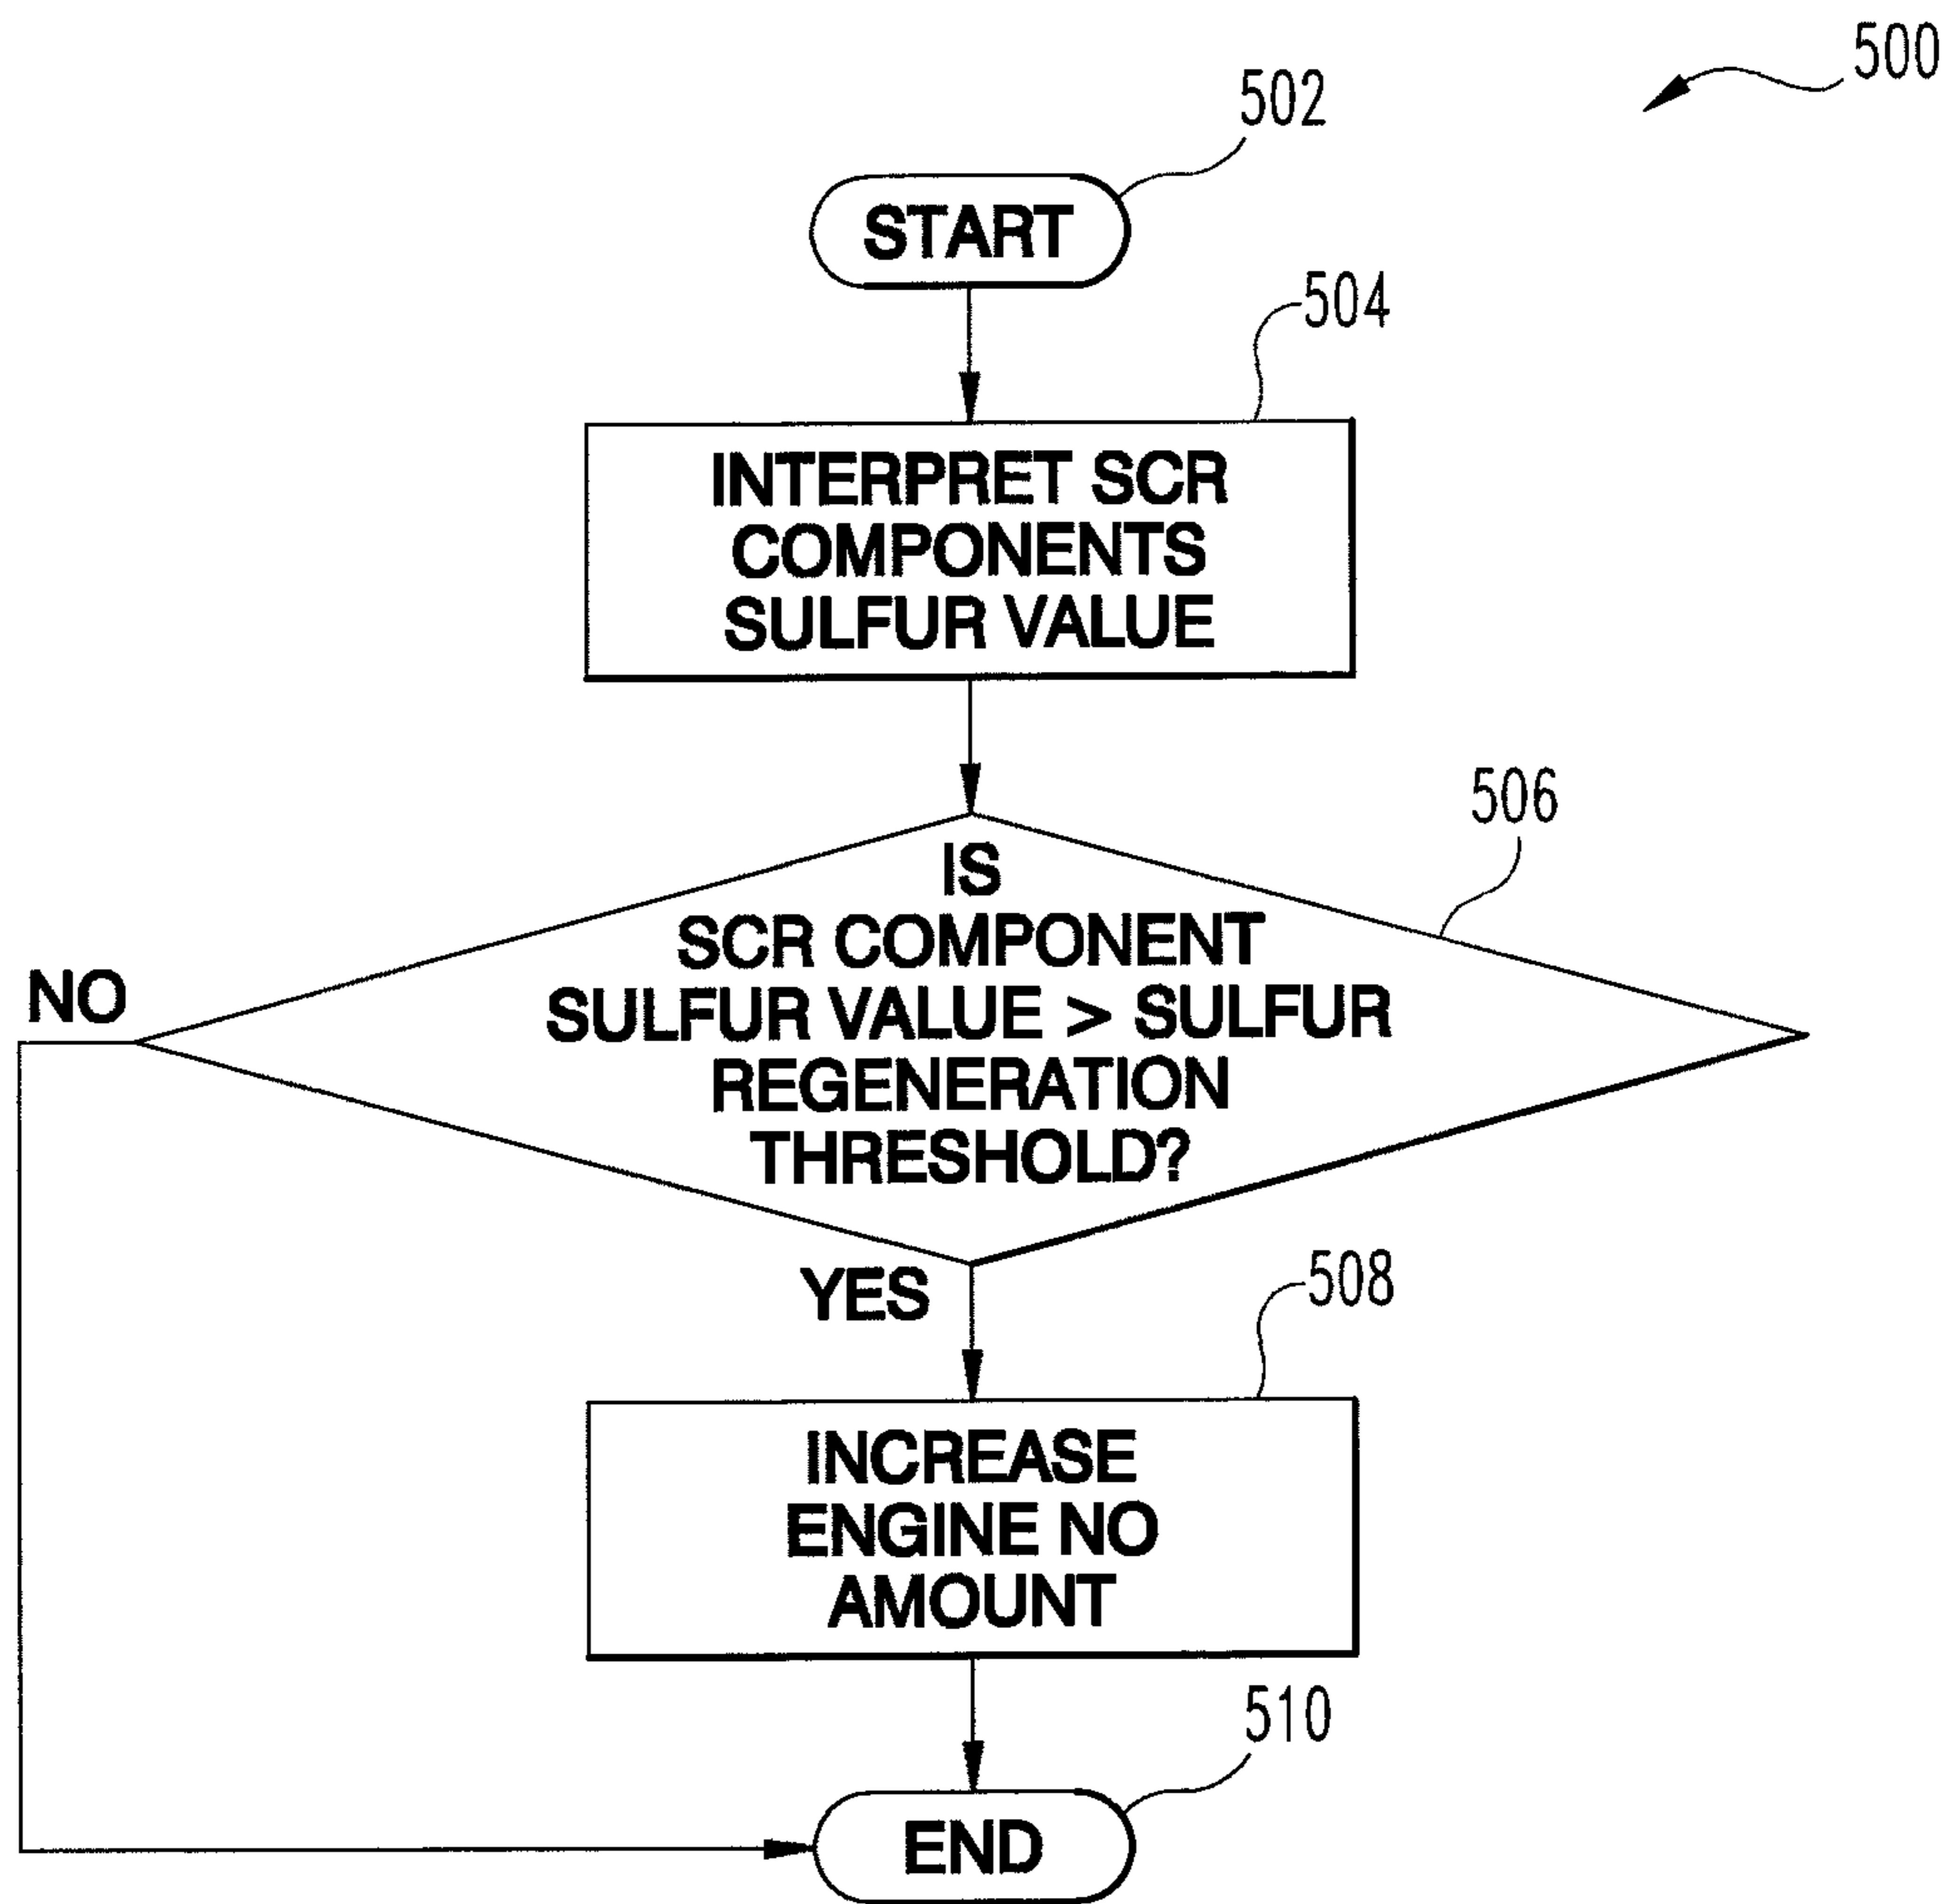 500
502
START
504
INTERPRET SCR
COMPONENTS
SULFUR VALUE
506
IS
SCR COMPONENT
SULFUR VALUE > SULFUR
REGENERATION
THRESHOLD?
NO
YES
508
INCREASE
ENGINE NO
AMOUNT
510
END